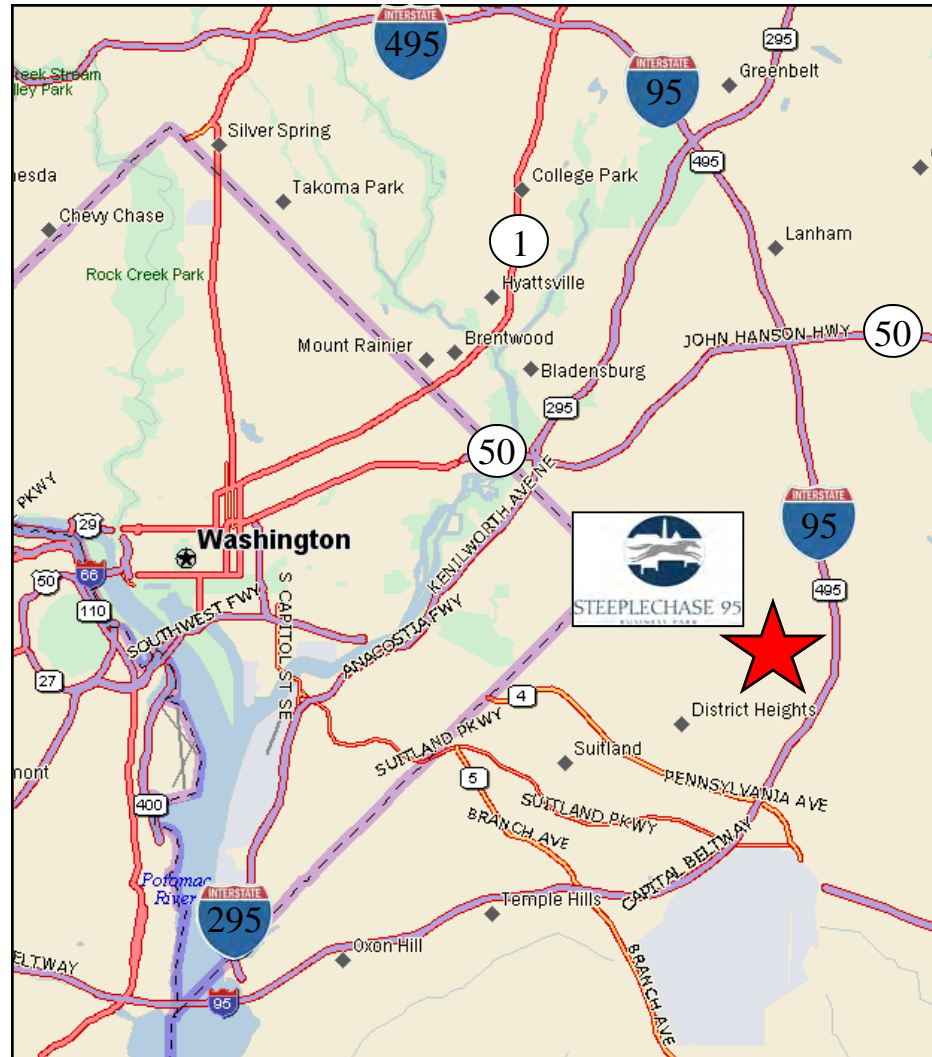 INTERSTATE
495
295
INTERSTATE
95
Greenbelt
reek Stream
lley Park
Silver Spring
495
hesda
Takoma Park
College Park
Chevy Chase
1
Lanham
Rock Creek Park
Hyattsville
50
JOHN HANSON HWY
Brentwood
Mount Rainier
Bladensburg
295
50
PKWY
KENILWORTH AVE NE
INTERSTATE
95
29
Washington
50
66
STEEPLECHASE 95
BUSINESS PARK
495
110
SOUTHWEST FWY
S CAPITOL ST SE
ANACOSTIA FWY
27
4
District Heights
SUITLAND PKWY
Suitland
mont
5
PENNSYLVANIA AVE
400
SUITLAND PKWY
BRANCH AVE
CAPITAL BELTWAY
Potomac
River
INTERSTATE
295
Temple Hills
Oxon Hill
BRANCH AVE
ELTWAY
95